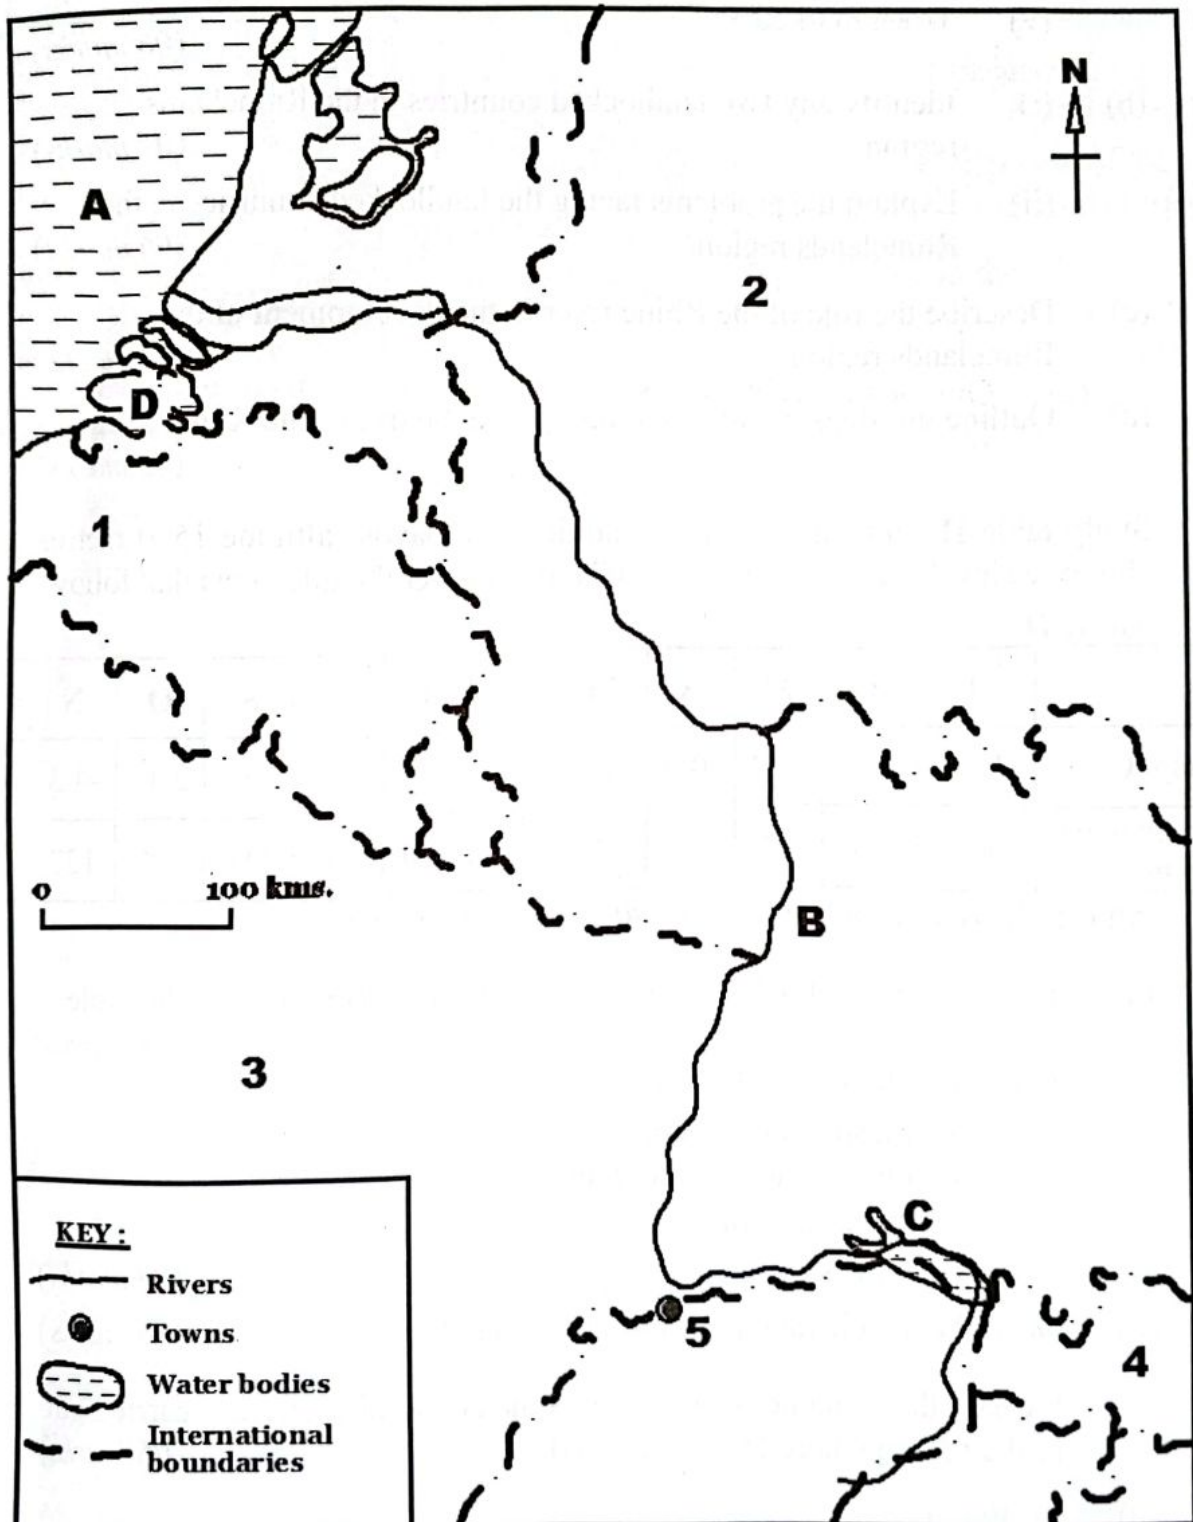 N
A
2
D
1
0 100 kms.
B
3
C
KEY :
Rivers
Towns
5
4
Water bodies
International
boundaries